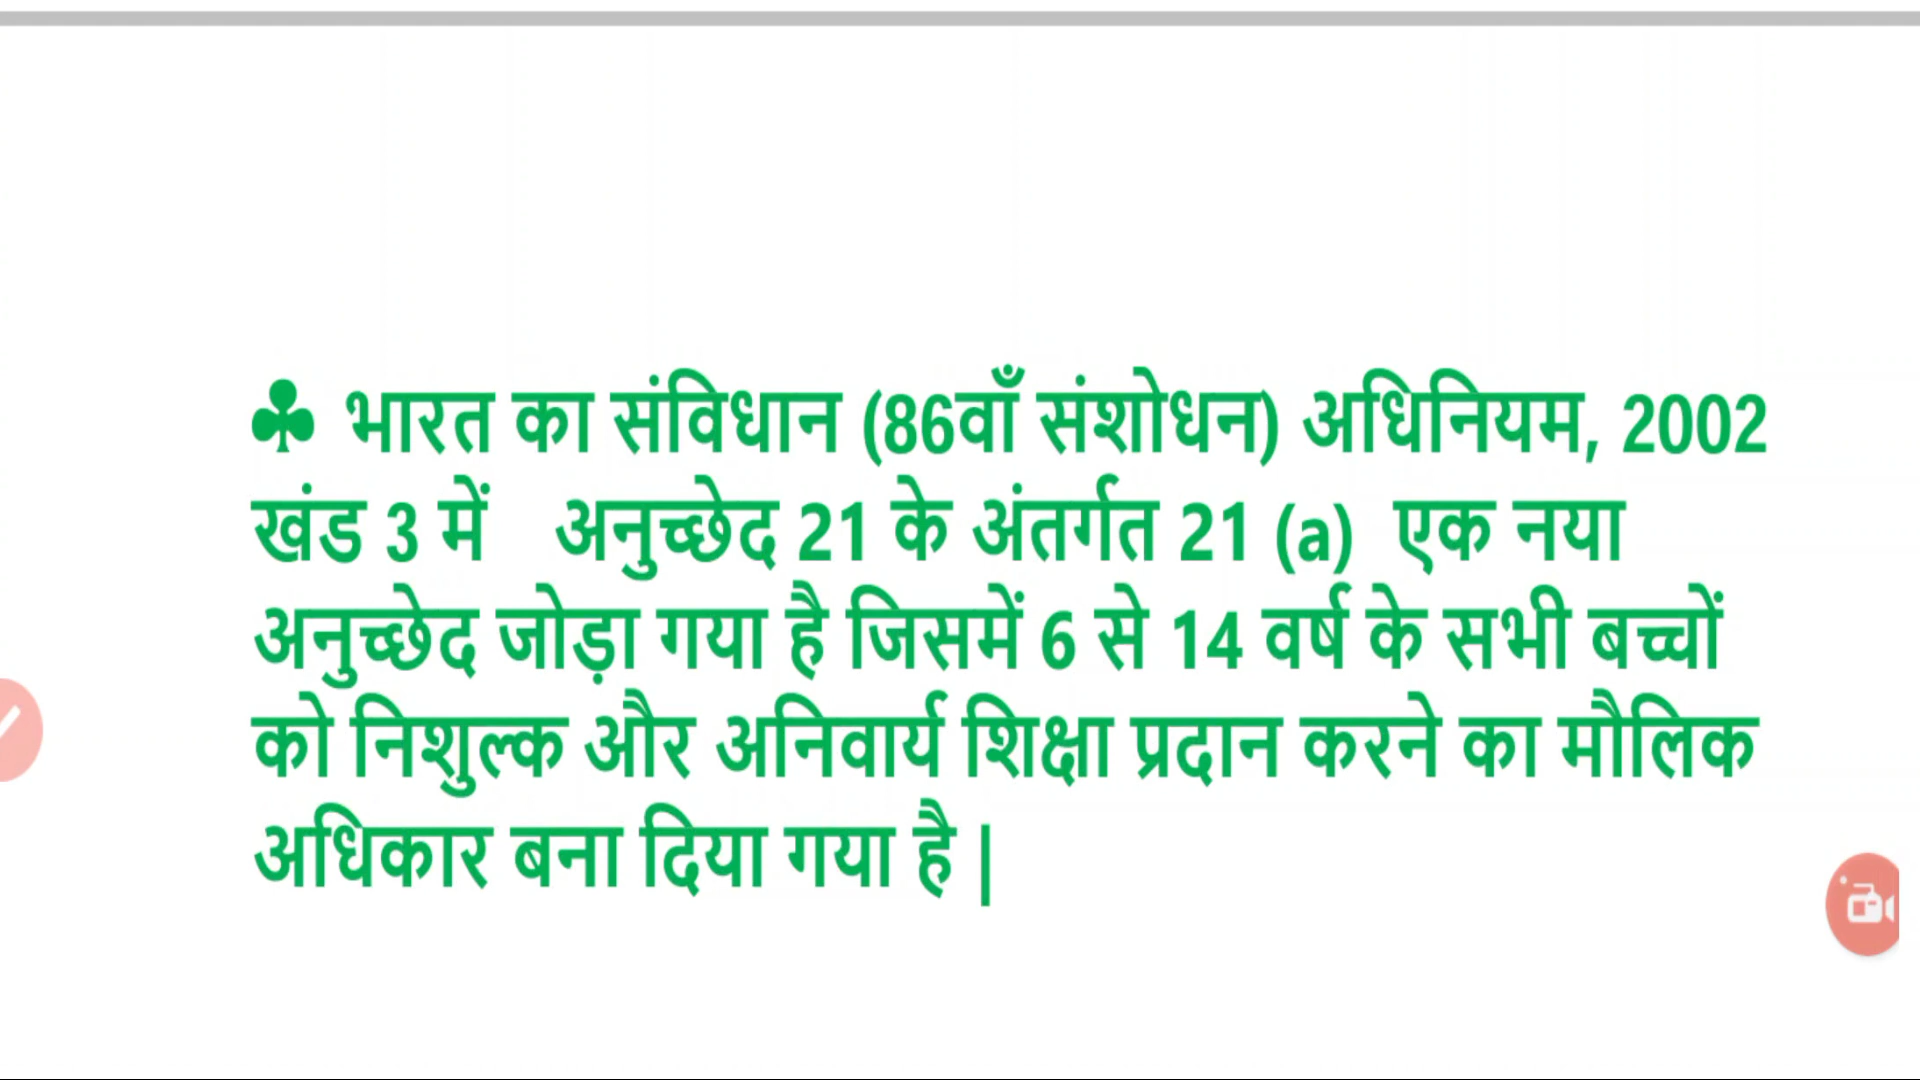 ♣ भारत का संविधान (86वाँ संशोधन) अधिनियम, 2002
खंड 3 में अनुच्छेद 21 के अंतर्गत 21 (a) एक नया
अनुच्छेद जोड़ा गया है जिसमें 6 से 14 वर्ष के सभी बच्चों
को निशुल्क और अनिवार्य शिक्षा प्रदान करने का मौलिक
अधिकार बना दिया गया है |